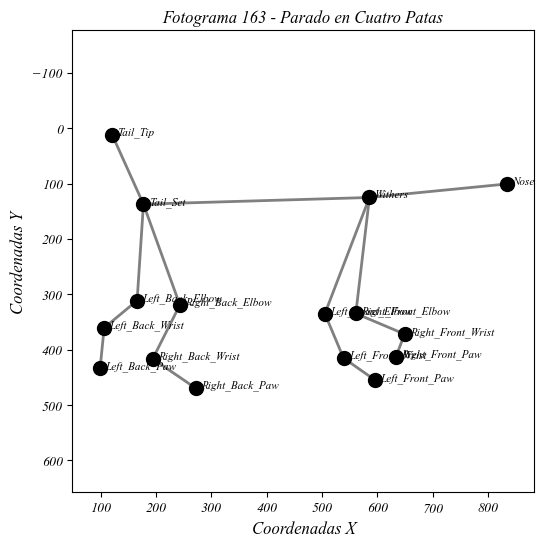 Fotograma 163 - Parado en Cuatro Patas
−100
Tail_Tip
0
Nose
100
Withers
Tail_Set
200
Left_Back_Elbow
Right_Back_Elbow
300
Right_Front_Elbow
Left_Back_Wrist
Right_Front_Wrist
Right_Back_Wrist
Left_Front_Wrist
Right_Front_Paw
400
Left_Back_Paw
Left_Front_Paw
Right_Back_Paw
500
600
Coordenadas Y
100 200 300 400 500 600 700 800
Coordenadas X